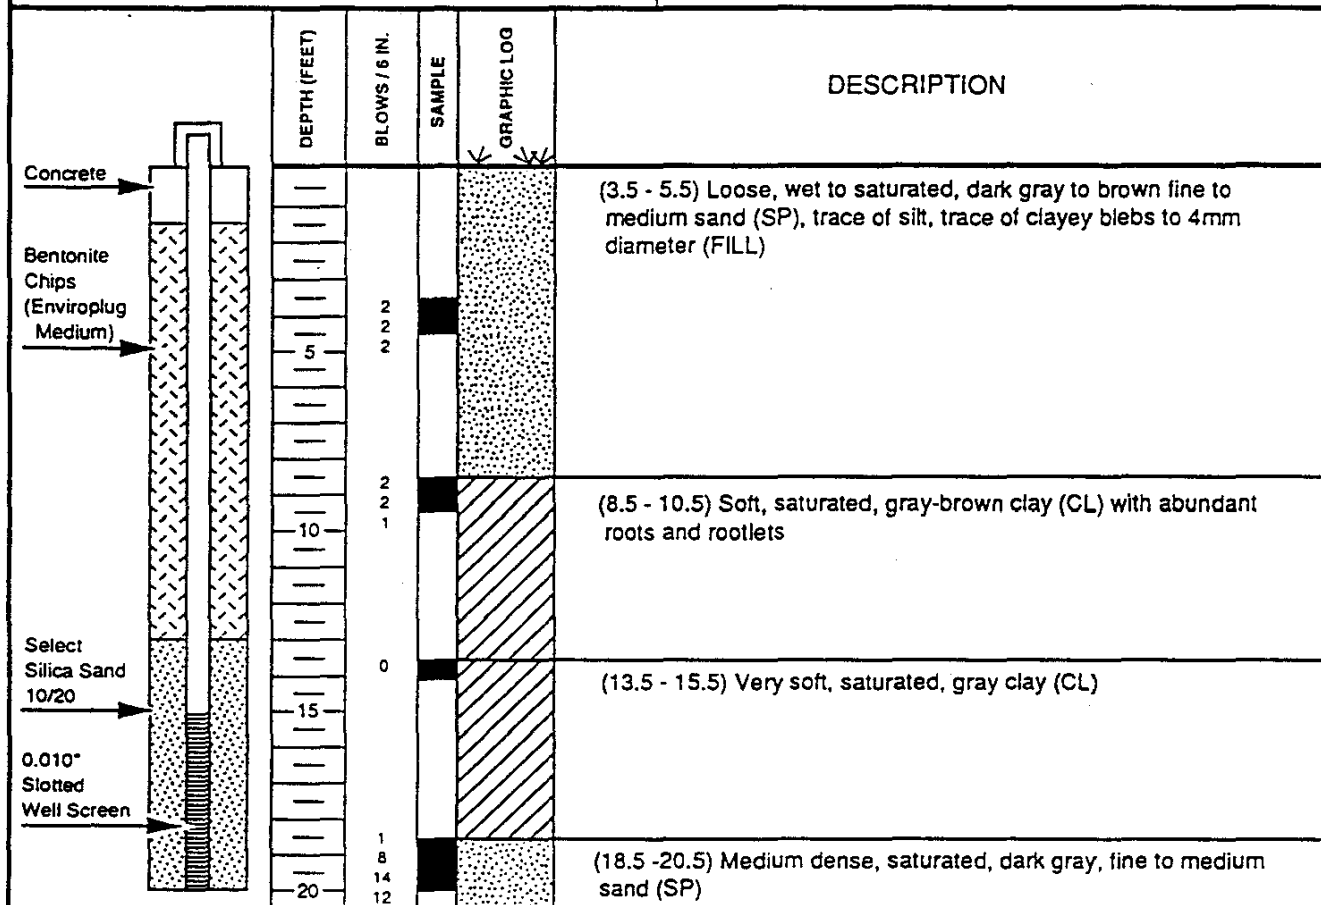 DEPTH (FEET)
BLOWS / 6 IN.
SAMPLE
GRAPHIC LOG
DESCRIPTION
Concrete
Bentonite
Chips
(Enviroplug
Medium)
Select
Silica Sand
10/20
0.010"
Slotted
Well Screen
5
10
15
20
2
2
2
2
2
1
0
1
8
14
12
(3.5 - 5.5) Loose, wet to saturated, dark gray to brown fine to
medium sand (SP), trace of silt, trace of clayey blebs to 4mm
diameter (FILL)
(8.5 - 10.5) Soft, saturated, gray-brown clay (CL) with abundant
roots and rootlets
(13.5 - 15.5) Very soft, saturated, gray clay (CL)
(18.5 -20.5) Medium dense, saturated, dark gray, fine to medium
sand (SP)